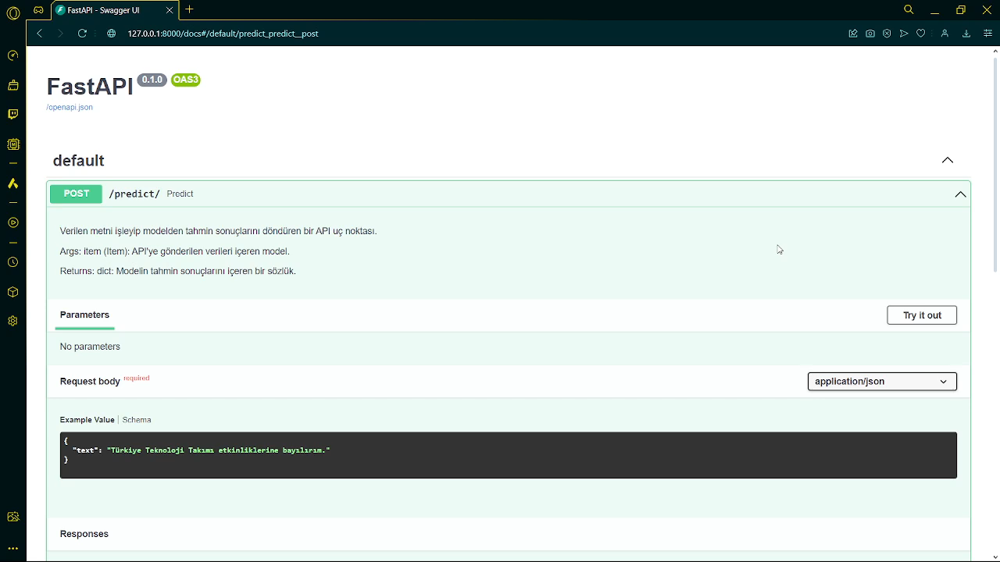 FastAPI - Swagger UI
127.0.0.1:8000/docs#/default/predict_predict__post
FastAPI 0.1.0 OAS3
/openapi.json
default
POST /predict/ Predict
Verilen metni işleyip modelden tahmin sonuçlarını döndüren bir API uç noktası.
Args: item (Item): API'ye gönderilen verileri içeren model.
Returns: dict: Modelin tahmin sonuçlarını içeren bir sözlük.
Parameters
Try it out
No parameters
Request body required
application/json
Example Value | Schema
{
"text": "Türkiye Teknoloji Takımı etkinliklerine bayılırım."
}
Responses